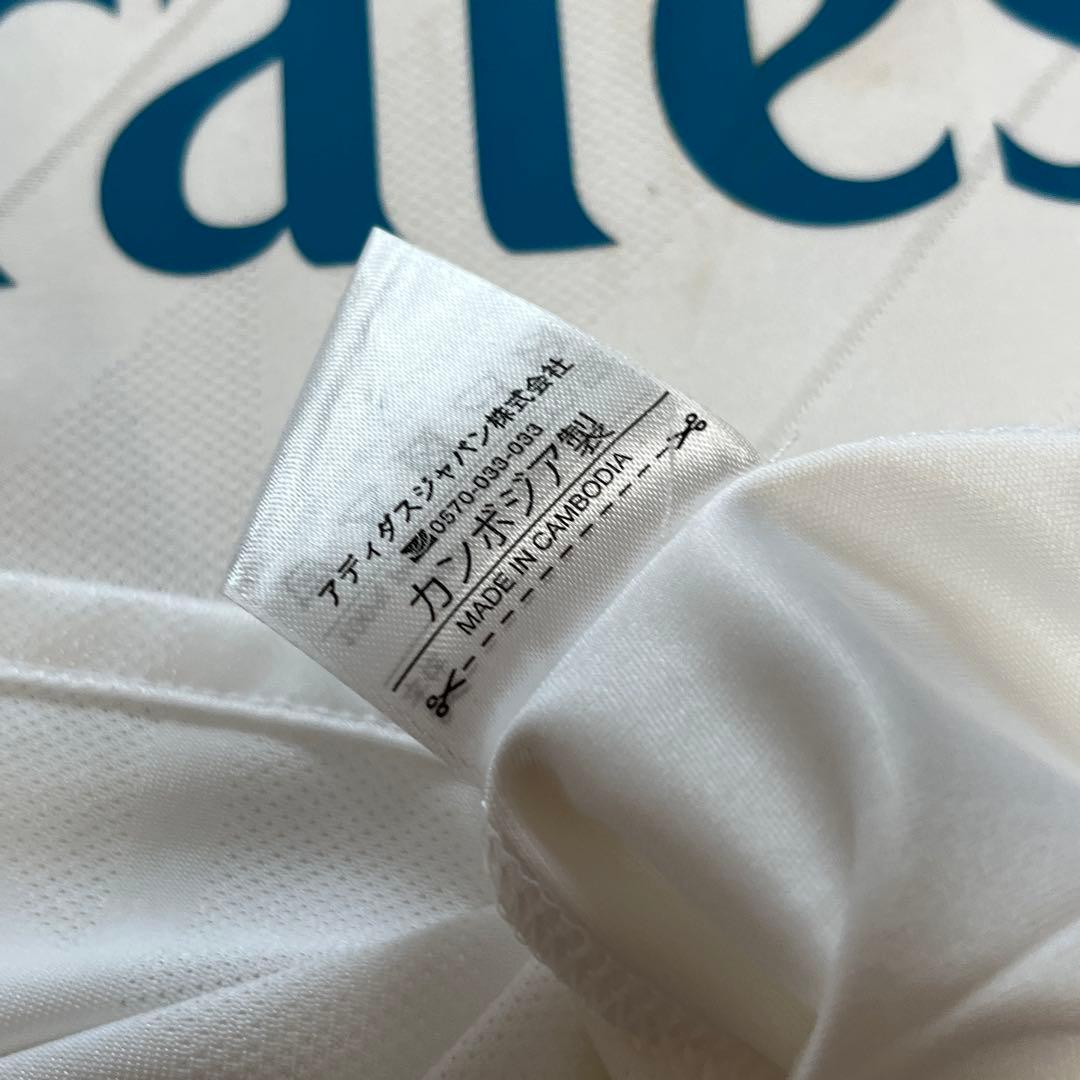 ates
アディダスジャパン株式会社
0570-033-033
カンボジア製
MADE IN CAMBODIA